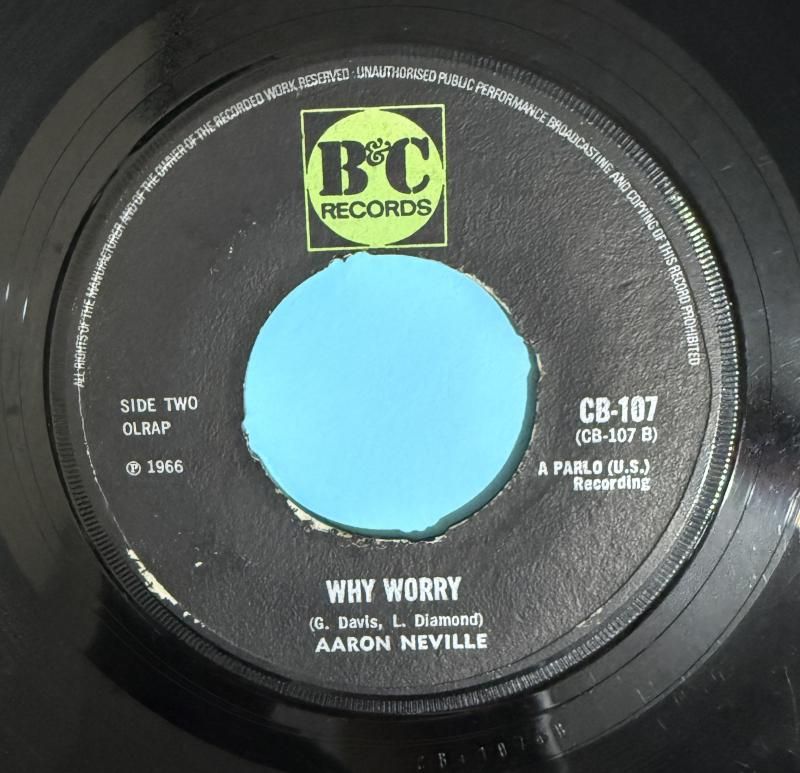 ALL RIGHTS OF THE MANUFACTURER AND OF THE OWNER OF THE RECORDED WORK RESERVED · UNAUTHORISED PUBLIC PERFORMANCE BROADCASTING AND COPYING OF THIS RECORD PROHIBITED
B&C
RECORDS
SIDE TWO
OLRAP
℗ 1966
CB-107
(CB-107 B)
A PARLO (U.S.)
Recording
WHY WORRY
(G. Davis, L. Diamond)
AARON NEVILLE